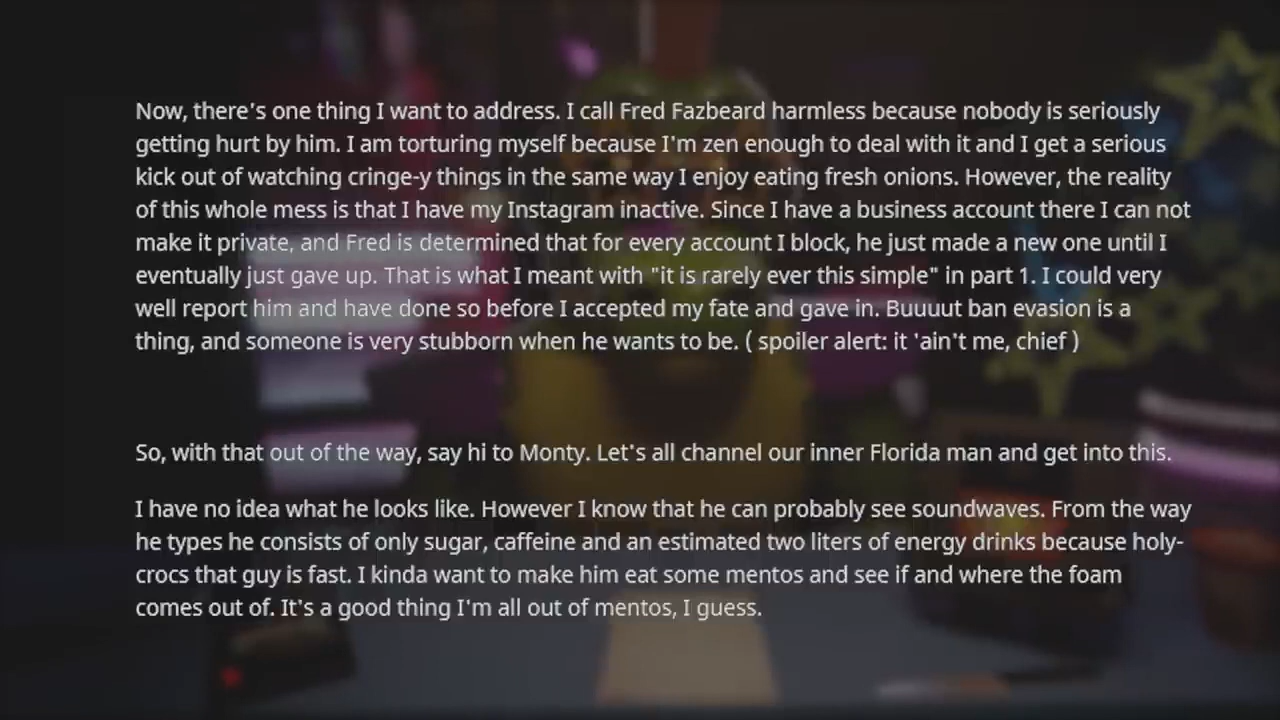 Now, there's one thing I want to address. I call Fred Fazbeard harmless because nobody is seriously
getting hurt by him. I am torturing myself because I'm zen enough to deal with it and I get a serious
kick out of watching cringe-y things in the same way I enjoy eating fresh onions. However, the reality
of this whole mess is that I have my Instagram inactive. Since I have a business account there I can not
make it private, and Fred is determined that for every account I block, he just made a new one until I
eventually just gave up. That is what I meant with "it is rarely ever this simple" in part 1. I could very
well report him and have done so before I accepted my fate and gave in. Buuuut ban evasion is a
thing, and someone is very stubborn when he wants to be. ( spoiler alert: it 'ain't me, chief )
So, with that out of the way, say hi to Monty. Let's all channel our inner Florida man and get into this.
I have no idea what he looks like. However I know that he can probably see soundwaves. From the way
he types he consists of only sugar, caffeine and an estimated two liters of energy drinks because holy-
crocs that guy is fast. I kinda want to make him eat some mentos and see if and where the foam
comes out of. It's a good thing I'm all out of mentos, I guess.